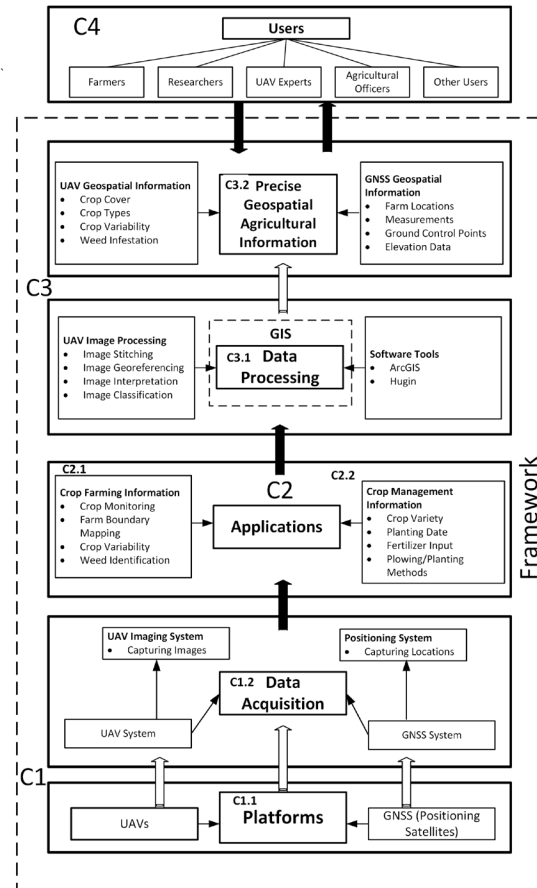 C4
Users
Farmers
Researchers
UAV Experts
Agricultural
Officers
Other Users
UAV Geospatial Information
• Crop Cover
• Crop Types
• Crop Variability
• Weed Infestation
C3.2 Precise
Geospatial
Agricultural
Information
GNSS Geospatial
Information
• Farm Locations
• Measurements
• Ground Control Points
• Elevation Data
C3
UAV Image Processing
• Image Stitching
• Image Georeferencing
• Image Interpretation
• Image Classification
GIS
C3.1 Data
Processing
Software Tools
• ArcGIS
• Hugin
C2.1
Crop Farming Information
• Crop Monitoring
• Farm Boundary
Mapping
• Crop Variability
• Weed Identification
C2
Applications
C2.2
Crop Management
Information
• Crop Variety
• Planting Date
• Fertilizer Input
• Plowing/Planting
Methods
Framework
UAV Imaging System
• Capturing Images
Positioning System
• Capturing Locations
C1.2 Data
Acquisition
UAV System
GNSS System
C1
C1.1
Platforms
UAVs
GNSS (Positioning
Satellites)